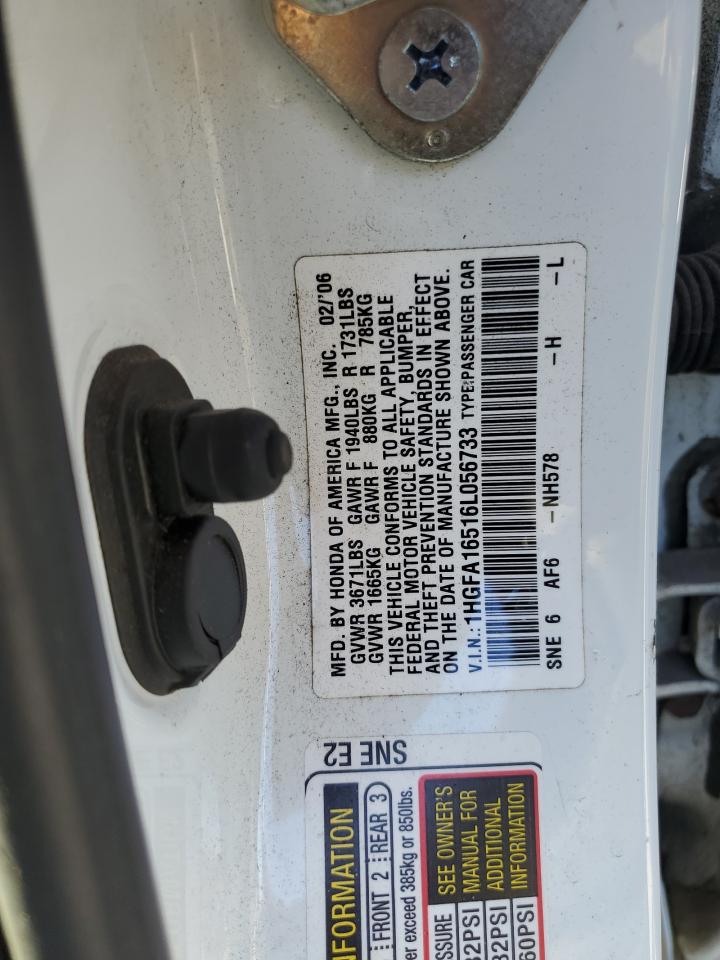 MFD. BY HONDA OF AMERICA MFG., INC. 02/'06
GVWR 3671LBS GAWR F 1940LBS R 1731LBS
GVWR 1665KG GAWR F 880KG R 785KG
THIS VEHICLE CONFORMS TO ALL APPLICABLE
FEDERAL MOTOR VEHICLE SAFETY, BUMPER,
AND THEFT PREVENTION STANDARDS IN EFFECT
ON THE DATE OF MANUFACTURE SHOWN ABOVE.
V.I.N.: 1HGFA16516L056733 TYPE:PASSENGER CAR
SNE 6 AF6 -NH578 -H -L
SNE E2
FORMATION
FRONT 2 REAR 3
er exceed 385kg or 850lbs.
SSURE SEE OWNER'S
32PSI MANUAL FOR
32PSI ADDITIONAL
60PSI INFORMATION